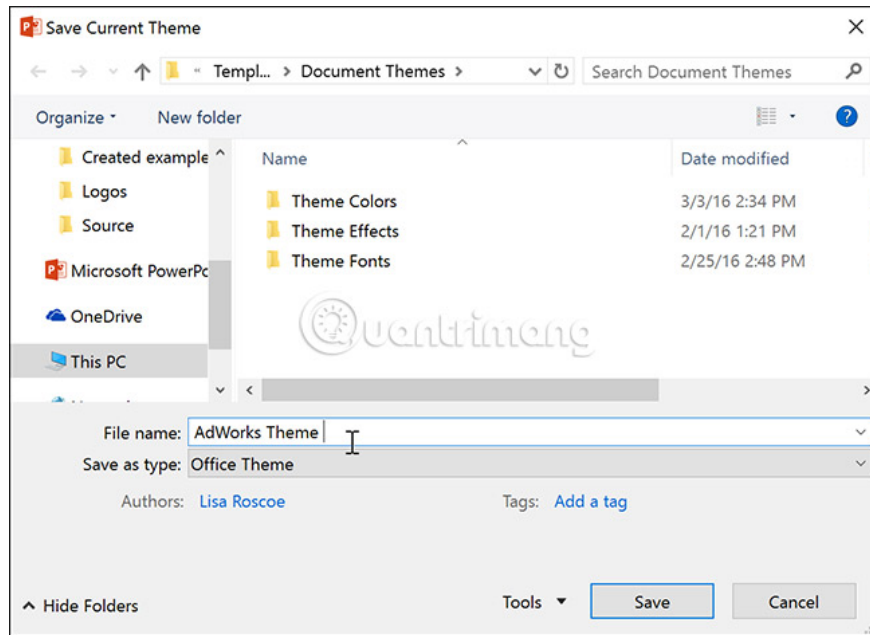 Save Current Theme
« Templ... > Document Themes > Search Document Themes
Organize New folder
Name Date modified
Created example
Logos
Source
Microsoft PowerPo
OneDrive
This PC
Theme Colors 3/3/16 2:34 PM
Theme Effects 2/1/16 1:21 PM
Theme Fonts 2/25/16 2:48 PM
Quantrimang
File name: AdWorks Theme
Save as type: Office Theme
Authors: Lisa Roscoe Tags: Add a tag
Hide Folders Tools Save Cancel